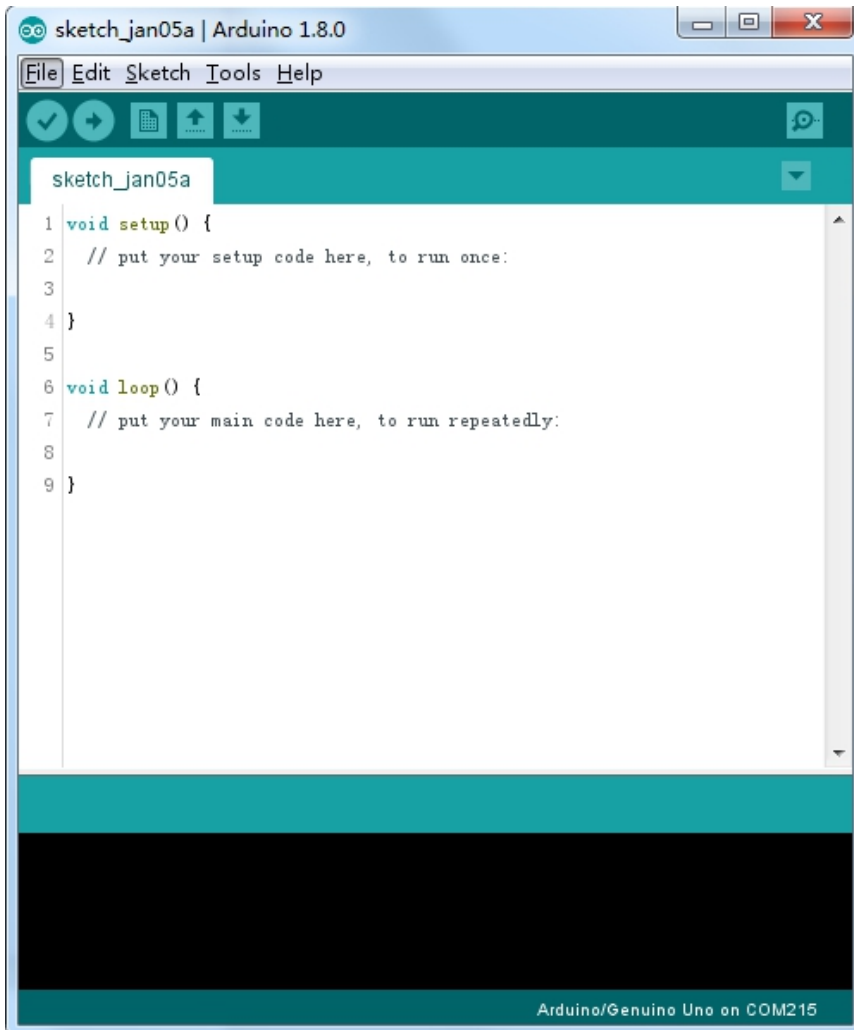 sketch_jan05a | Arduino 1.8.0
File Edit Sketch Tools Help
sketch_jan05a
1 void setup() {
2   // put your setup code here, to run once:
3
4 }
5
6 void loop() {
7   // put your main code here, to run repeatedly:
8
9 }
Arduino/Genuino Uno on COM215